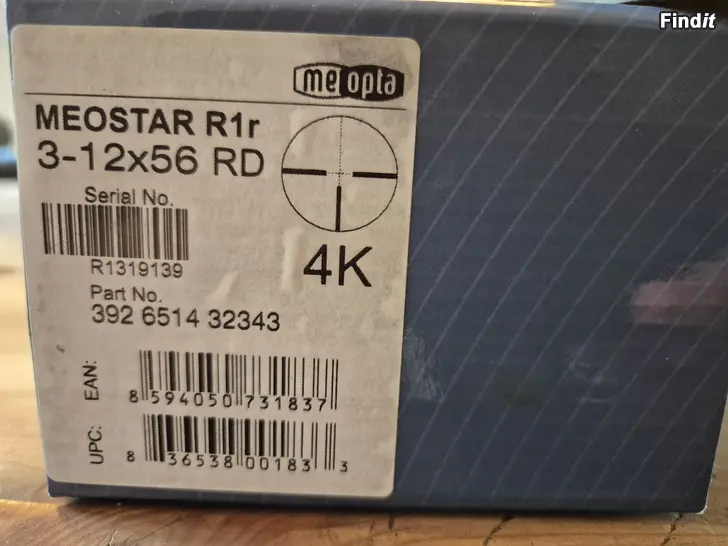 Findit
meopta
MEOSTAR R1r
3-12x56 RD
Serial No.
R1319139
4K
Part No.
392 6514 32343
EAN:
8 594050 731837
UPC:
8 36538 00183 3